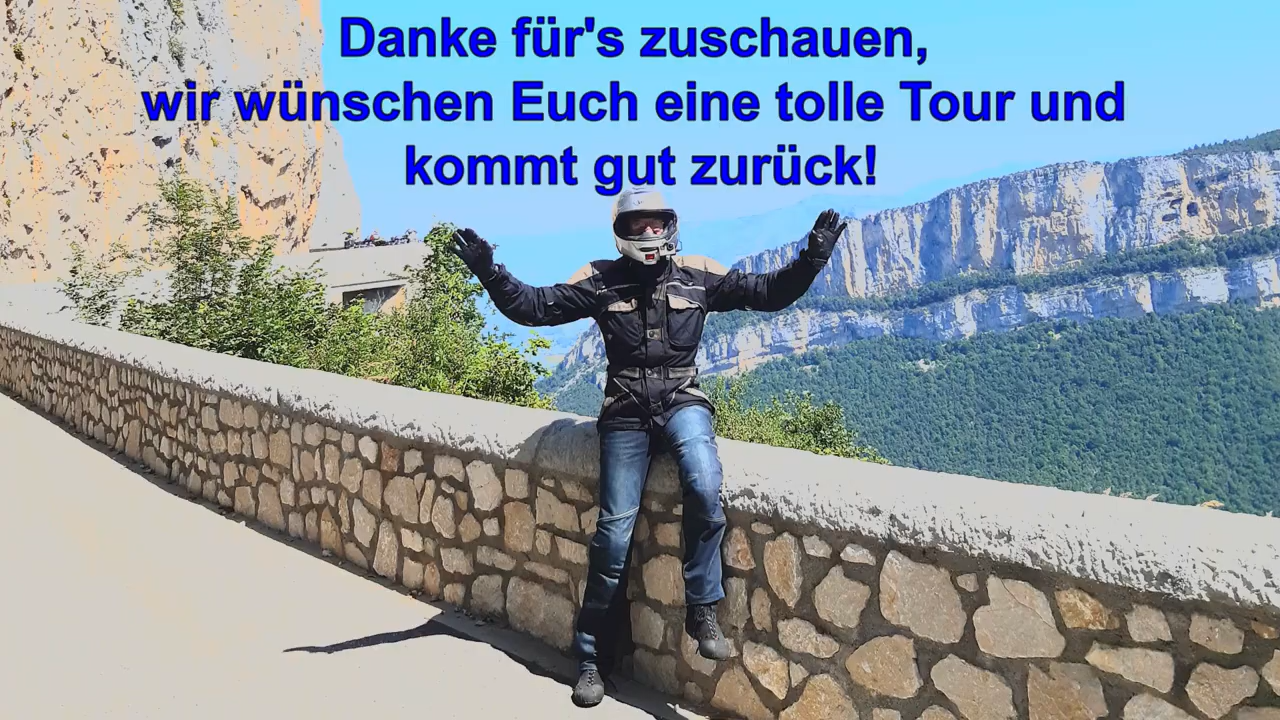 Danke für's zuschauen,
wir wünschen Euch eine tolle Tour und
kommt gut zurück!